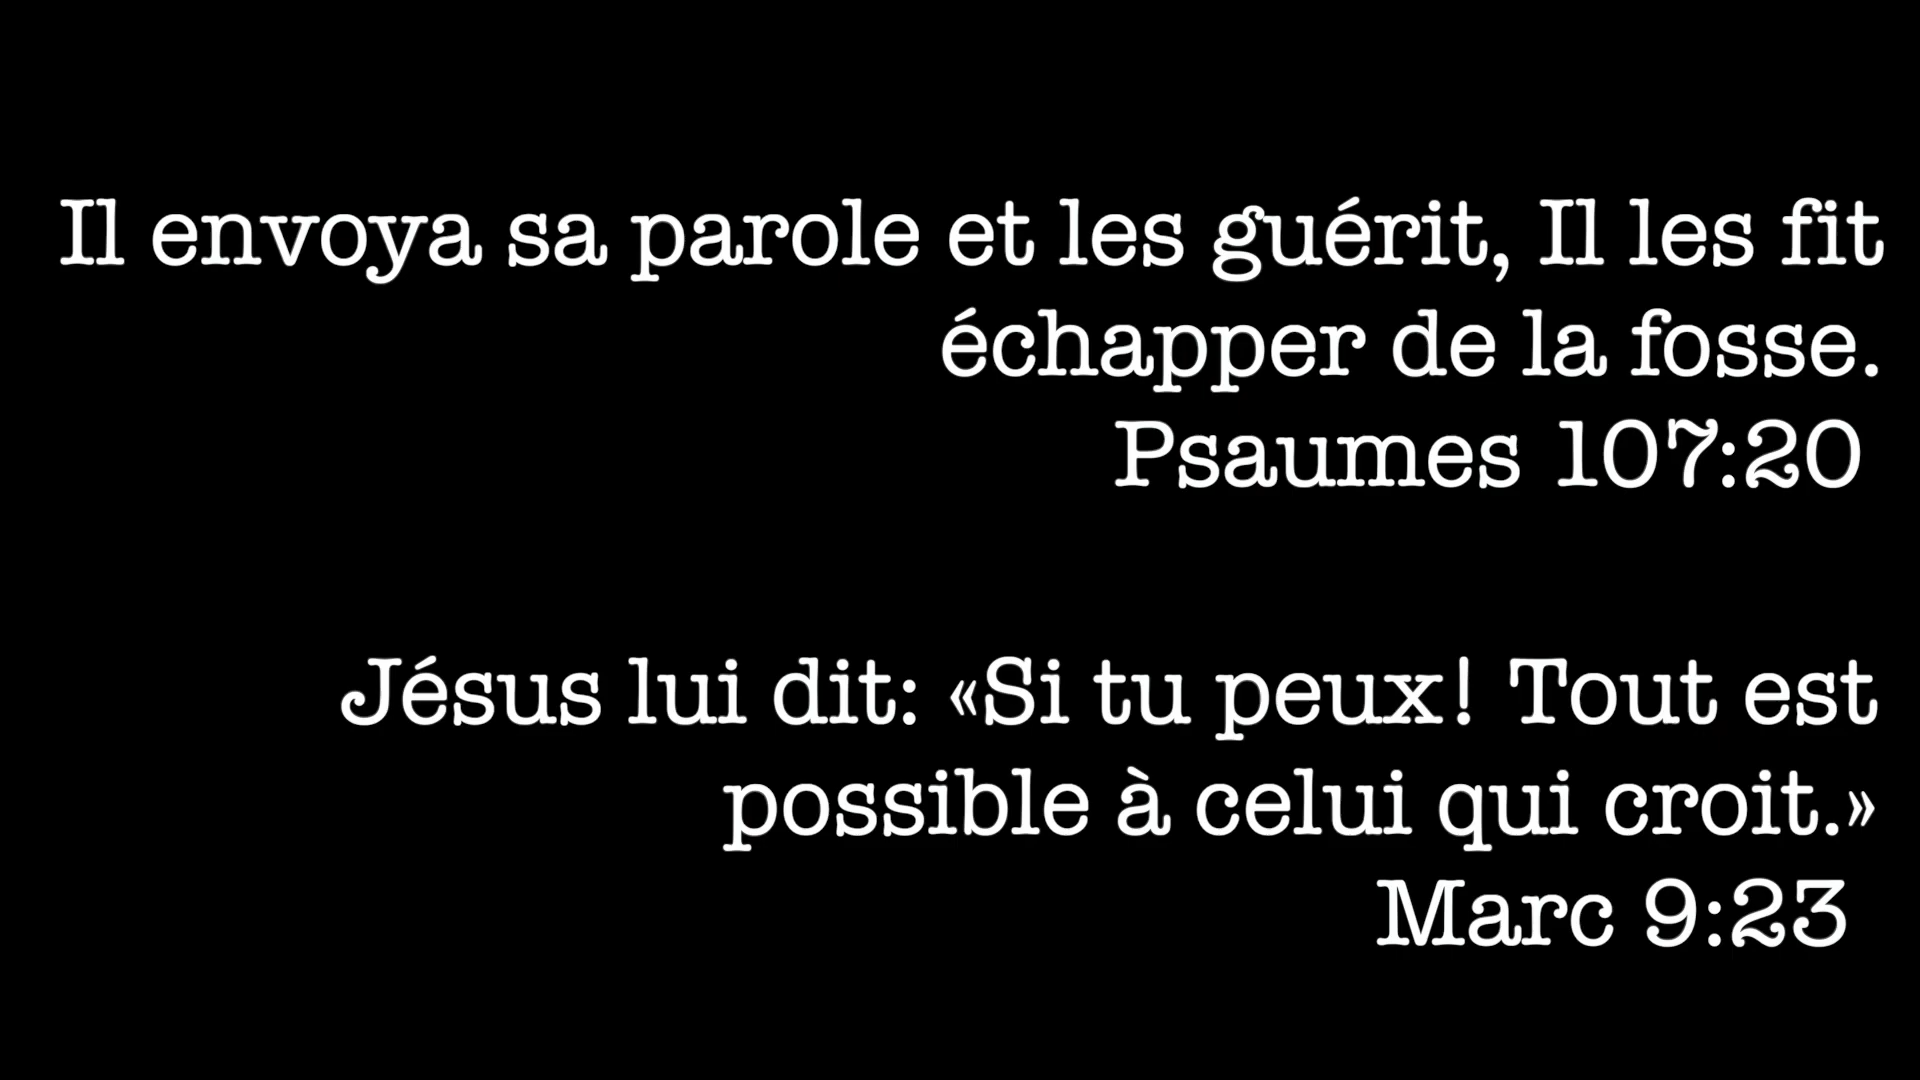 Il envoya sa parole et les guérit, Il les fit
échapper de la fosse.
Psaumes 107:20
Jésus lui dit: «Si tu peux! Tout est
possible à celui qui croit.»
Marc 9:23